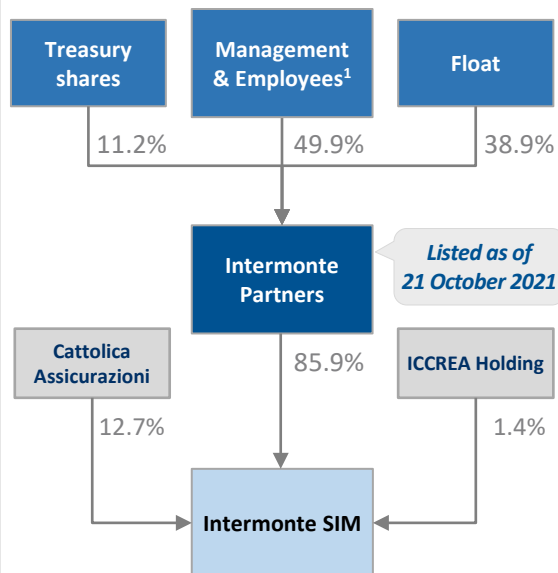 Treasury
shares
Management
& Employees¹
Float
11.2%
49.9%
38.9%
Intermonte
Partners
Listed as of
21 October 2021
Cattolica
Assicurazioni
85.9%
ICCREA Holding
12.7%
1.4%
Intermonte SIM